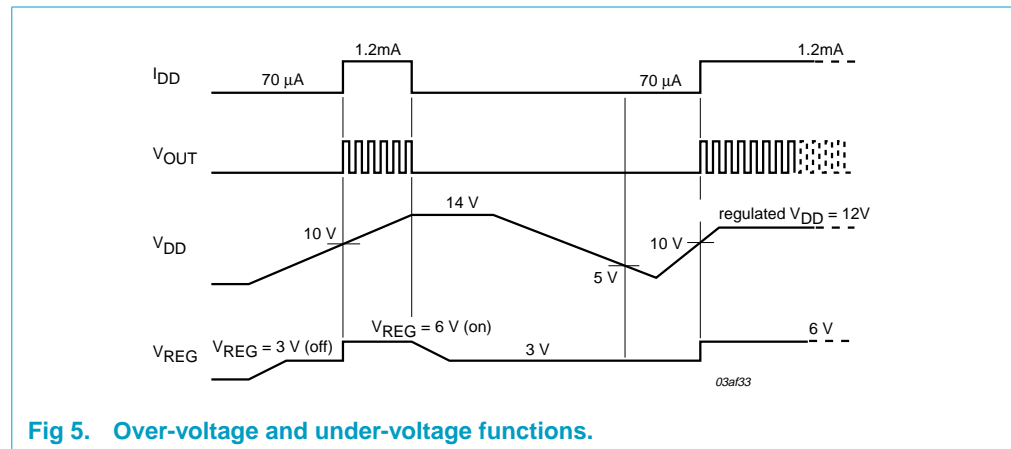 1.2mA
1.2mA
IDD
70 µA
70 µA
VOUT
14 V
regulated VDD = 12V
10 V
VDD
10 V
5 V
VREG = 6 V (on)
6 V
VREG
VREG = 3 V (off)
3 V
03af33
Fig 5. Over-voltage and under-voltage functions.